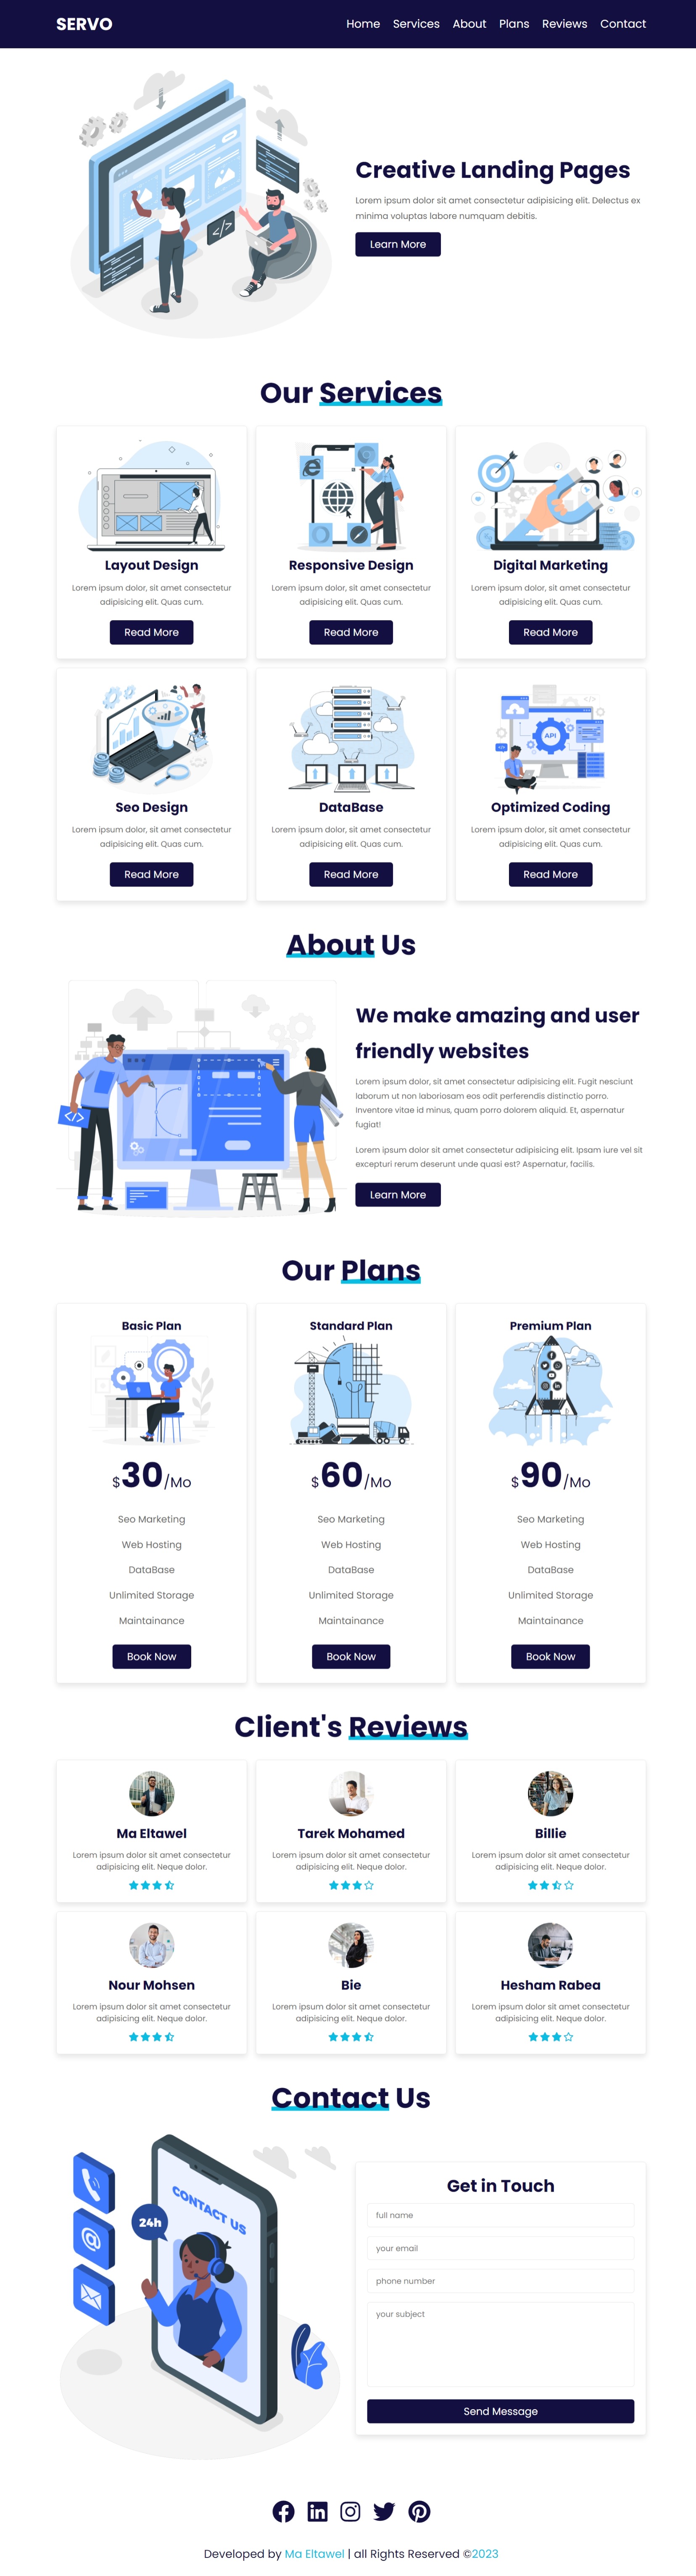 SERVO
Home Services About Plans Reviews Contact
Creative Landing Pages
Lorem ipsum dolor sit amet consectetur adipisicing elit. Delectus ex
minima voluptas labore numquam debitis.
Learn More
</>
Our Services
Layout Design
Lorem ipsum dolor, sit amet consectetur
adipisicing elit. Quas cum.
Read More
Responsive Design
Lorem ipsum dolor, sit amet consectetur
adipisicing elit. Quas cum.
Read More
Digital Marketing
Lorem ipsum dolor, sit amet consectetur
adipisicing elit. Quas cum.
Read More
Seo Design
Lorem ipsum dolor, sit amet consectetur
adipisicing elit. Quas cum.
Read More
DataBase
Lorem ipsum dolor, sit amet consectetur
adipisicing elit. Quas cum.
Read More
API
Optimized Coding
Lorem ipsum dolor, sit amet consectetur
adipisicing elit. Quas cum.
Read More
About Us
</>
We make amazing and user
friendly websites
Lorem ipsum dolor, sit amet consectetur adipisicing elit. Fugit nesciunt
laborum ut non laboriosam eos odit perferendis distinctio porro.
Inventore vitae id minus, quam porro dolorem aliquid. Et, aspernatur
fugiat!
Lorem ipsum dolor sit amet consectetur adipisicing elit. Ipsam iure vel sit
excepturi rerum deserunt unde quasi est? Aspernatur, facilis.
Learn More
Our Plans
Basic Plan
$30/Mo
Seo Marketing
Web Hosting
DataBase
Unlimited Storage
Maintainance
Book Now
Standard Plan
$60/Mo
Seo Marketing
Web Hosting
DataBase
Unlimited Storage
Maintainance
Book Now
Premium Plan
$90/Mo
Seo Marketing
Web Hosting
DataBase
Unlimited Storage
Maintainance
Book Now
Client's Reviews
Ma Eltawel
Lorem ipsum dolor sit amet consectetur
adipisicing elit. Neque dolor.
Tarek Mohamed
Lorem ipsum dolor sit amet consectetur
adipisicing elit. Neque dolor.
Billie
Lorem ipsum dolor sit amet consectetur
adipisicing elit. Neque dolor.
Nour Mohsen
Lorem ipsum dolor sit amet consectetur
adipisicing elit. Neque dolor.
Bie
Lorem ipsum dolor sit amet consectetur
adipisicing elit. Neque dolor.
Hesham Rabea
Lorem ipsum dolor sit amet consectetur
adipisicing elit. Neque dolor.
Contact Us
CONTACT US
24h
@
Get in Touch
full name
your email
phone number
your subject
Send Message
Developed by Ma Eltawel | all Rights Reserved ©2023